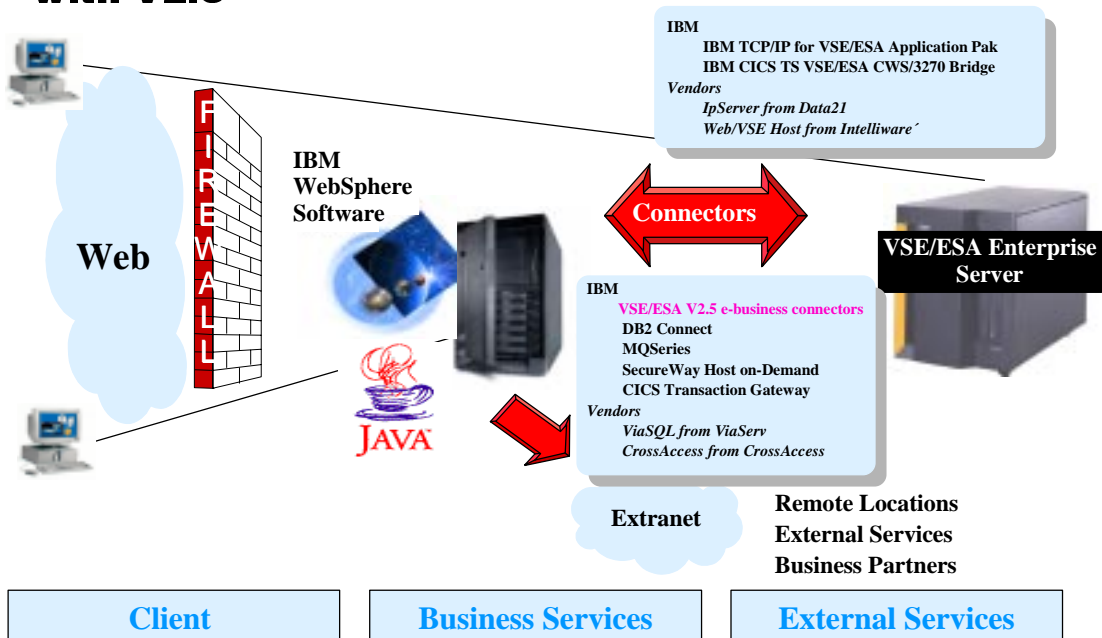 with V2.5
IBM
IBM TCP/IP for VSE/ESA Application Pak
IBM CICS TS VSE/ESA CWS/3270 Bridge
Vendors
IpServer from Data21
Web/VSE Host from Intelliware´
FIREWALL
Web
IBM
WebSphere
Software
Connectors
VSE/ESA Enterprise
Server
IBM
VSE/ESA V2.5 e-business connectors
DB2 Connect
MQSeries
SecureWay Host on-Demand
CICS Transaction Gateway
Vendors
ViaSQL from ViaServ
CrossAccess from CrossAccess
JAVA
Extranet
Remote Locations
External Services
Business Partners
Client
Business Services
External Services